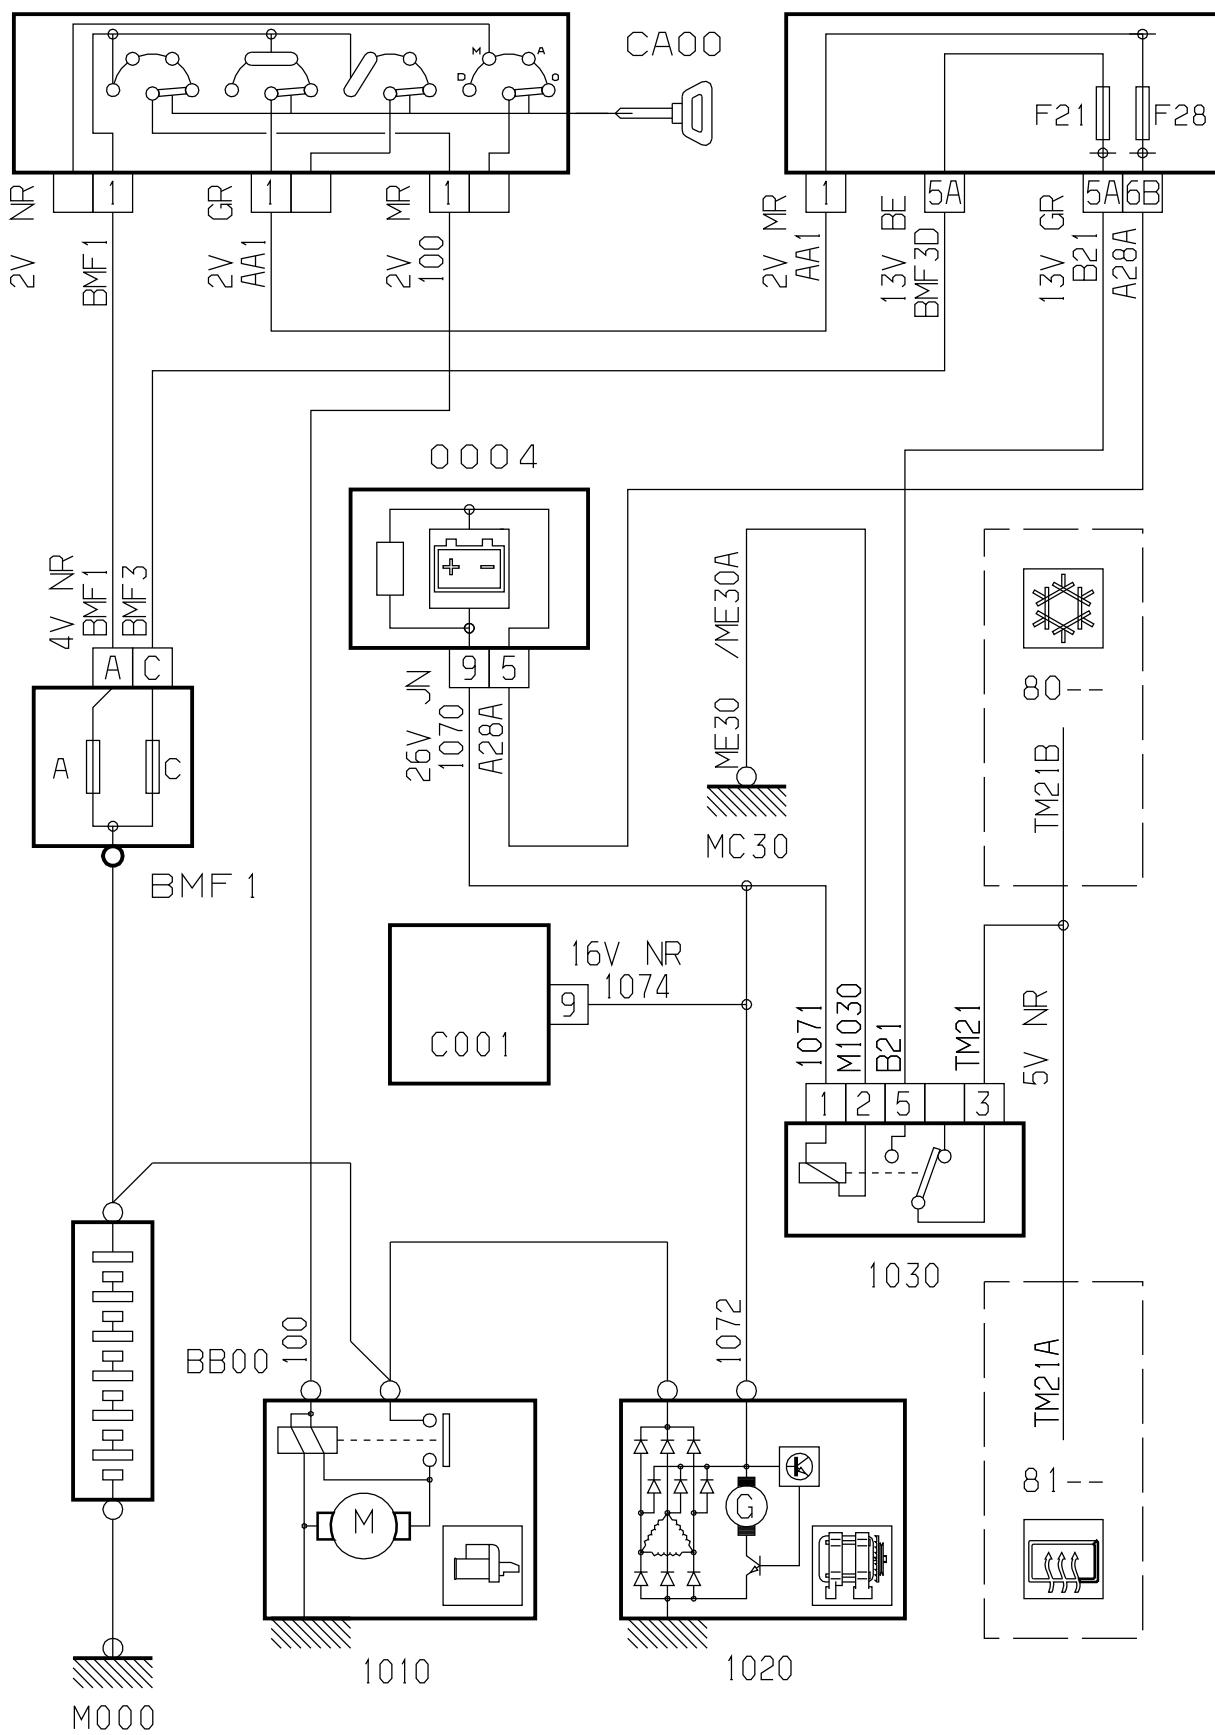 CA00
M
A
D
O
F21
F28
1
1
1
1
5A
5A
6B
2V NR
BMF1
2V GR
AA1
2V MR
100
2V MR
AA1
13V BE
BMF3D
13V GR
B21
A28A
0004
+ -
4V NR
BMF1
BMF3
A
C
9
5
A
C
BMF1
26V JN
1070
A28A
ME30 /ME30A
MC30
80--
TM21B
16V NR
1074
9
C001
1071
M1030
B21
TM21
5V NR
1
2
5
3
1030
BB00
100
1072
TM21A
M
G
81--
1010
1020
M000